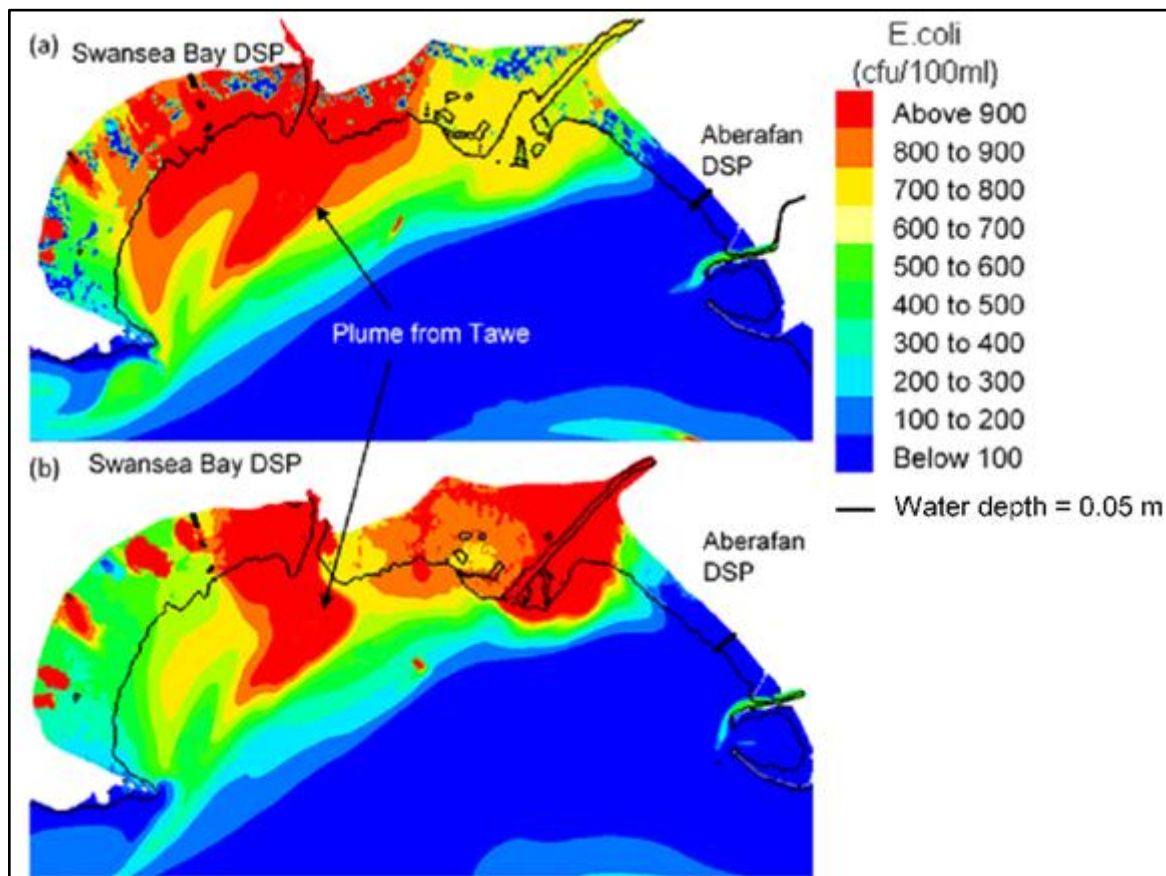 (a)
Swansea Bay DSP
Aberafan
DSP
Plume from Tawe
(b)
Swansea Bay DSP
Aberafan
DSP
E.coli
(cfu/100ml)
Above 900
800 to 900
700 to 800
600 to 700
500 to 600
400 to 500
300 to 400
200 to 300
100 to 200
Below 100
Water depth = 0.05 m